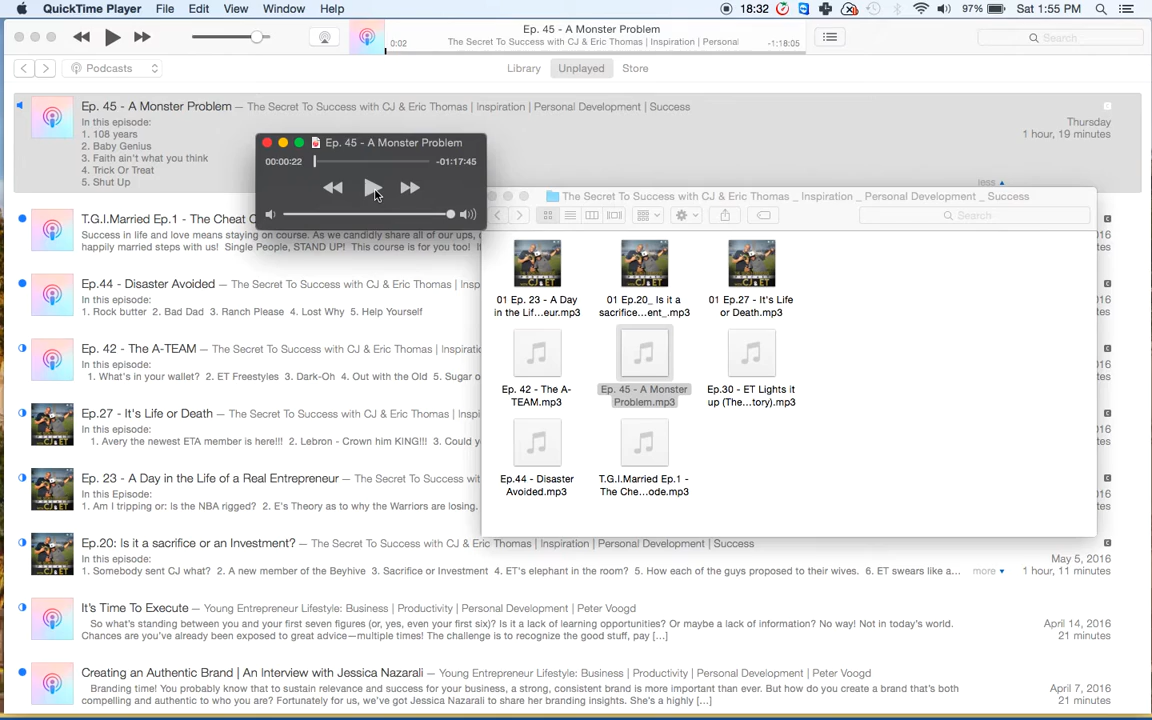 QuickTime Player File Edit View Window Help 18:32 97% Sat 1:55 PM
Ep. 45 - A Monster Problem
0:02 The Secret To Success with CJ & Eric Thomas | Inspiration | Personal -1:18:05
Search
Podcasts Library Unplayed Store
Ep. 45 - A Monster Problem — The Secret To Success with CJ & Eric Thomas | Inspiration | Personal Development | Success
In this episode:
1. 108 years
2. Baby Genius
3. Faith ain't what you think
4. Trick Or Treat
5. Shut Up
Thursday
1 hour, 19 minutes
less
Ep. 45 - A Monster Problem
00:00:22 -01:17:45
The Secret To Success with CJ & Eric Thomas _ Inspiration _ Personal Development _ Success
Search
01 Ep. 23 - A Day
in the Lif...eur.mp3
01 Ep.20_ Is it a
sacrifice...ent_.mp3
01 Ep.27 - It's Life
or Death.mp3
Ep. 42 - The A-
TEAM.mp3
Ep. 45 - A Monster
Problem.mp3
Ep.30 - ET Lights it
up (The...tory).mp3
Ep.44 - Disaster
Avoided.mp3
T.G.I.Married Ep.1 -
The Che...ode.mp3
T.G.I.Married Ep.1 - The Cheat C
Success in life and love means staying on course. As we candidly share all of our ups,
happily married steps with us! Single People, STAND UP! This course is for you too! I
016
Ep.44 - Disaster Avoided — The Secret To Success with CJ & Eric Thomas | Insp
In this episode:
1. Rock butter 2. Bad Dad 3. Ranch Please 4. Lost Why 5. Help Yourself
016
Ep. 42 - The A-TEAM — The Secret To Success with CJ & Eric Thomas | Inspirati
In this episode:
1. What's in your wallet? 2. ET Freestyles 3. Dark-Oh 4. Out with the Old 5. Sugar o
016
Ep.27 - It's Life or Death — The Secret To Success with CJ & Eric Thomas | Insp
In this episode:
1. Avery the newest ETA member is here!!! 2. Lebron - Crown him KING!!! 3. Could y
016
Ep. 23 - A Day in the Life of a Real Entrepreneur — The Secret To Success with
In this Episode:
1. Am I tripping or: Is the NBA rigged? 2. E's Theory as to why the Warriors are losing.
016
Ep.20: Is it a sacrifice or an Investment? — The Secret To Success with CJ & Eric Thomas | Inspiration | Personal Development | Success
In this episode:
1. Somebody sent CJ what? 2. A new member of the Beyhive 3. Sacrifice or Investment 4. ET's elephant in the room? 5. How each of the guys proposed to their wives. 6. ET swears like a... more
May 5, 2016
1 hour, 11 minutes
It's Time To Execute — Young Entrepreneur Lifestyle: Business | Productivity | Personal Development | Peter Voogd
So what's standing between you and your first seven figures (or, yes, even your first six)? Is it a lack of learning opportunities? Or maybe a lack of information? No way! Not in today's world.
Chances are you've already been exposed to great advice—multiple times! The challenge is to recognize the good stuff, pay [...]
April 14, 2016
21 minutes
Creating an Authentic Brand | An Interview with Jessica Nazarali — Young Entrepreneur Lifestyle: Business | Productivity | Personal Development | Peter Voogd
Branding time! You probably know that to sustain relevance and success for your business, a strong, consistent brand is more important than ever. But how do you create a brand that's both
compelling and authentic to who you are? Fortunately for us, we've got Jessica Nazarali to share her branding insights. She's a highly [...]
April 7, 2016
21 minutes